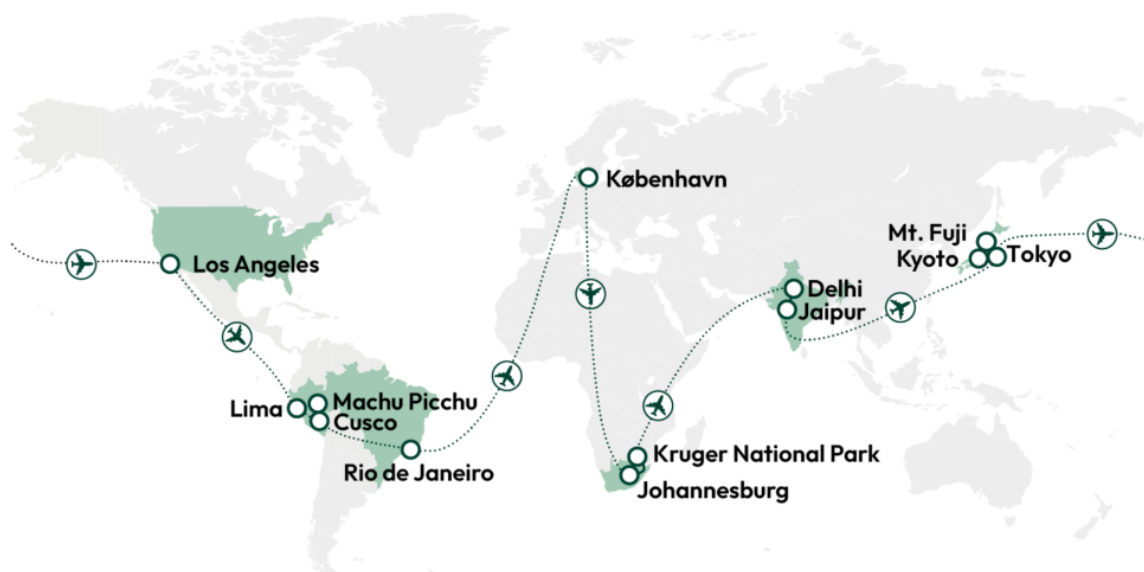 København
Mt. Fuji
Kyoto
Tokyo
Los Angeles
Delhi
Jaipur
Lima
Machu Picchu
Cusco
Rio de Janeiro
Kruger National Park
Johannesburg